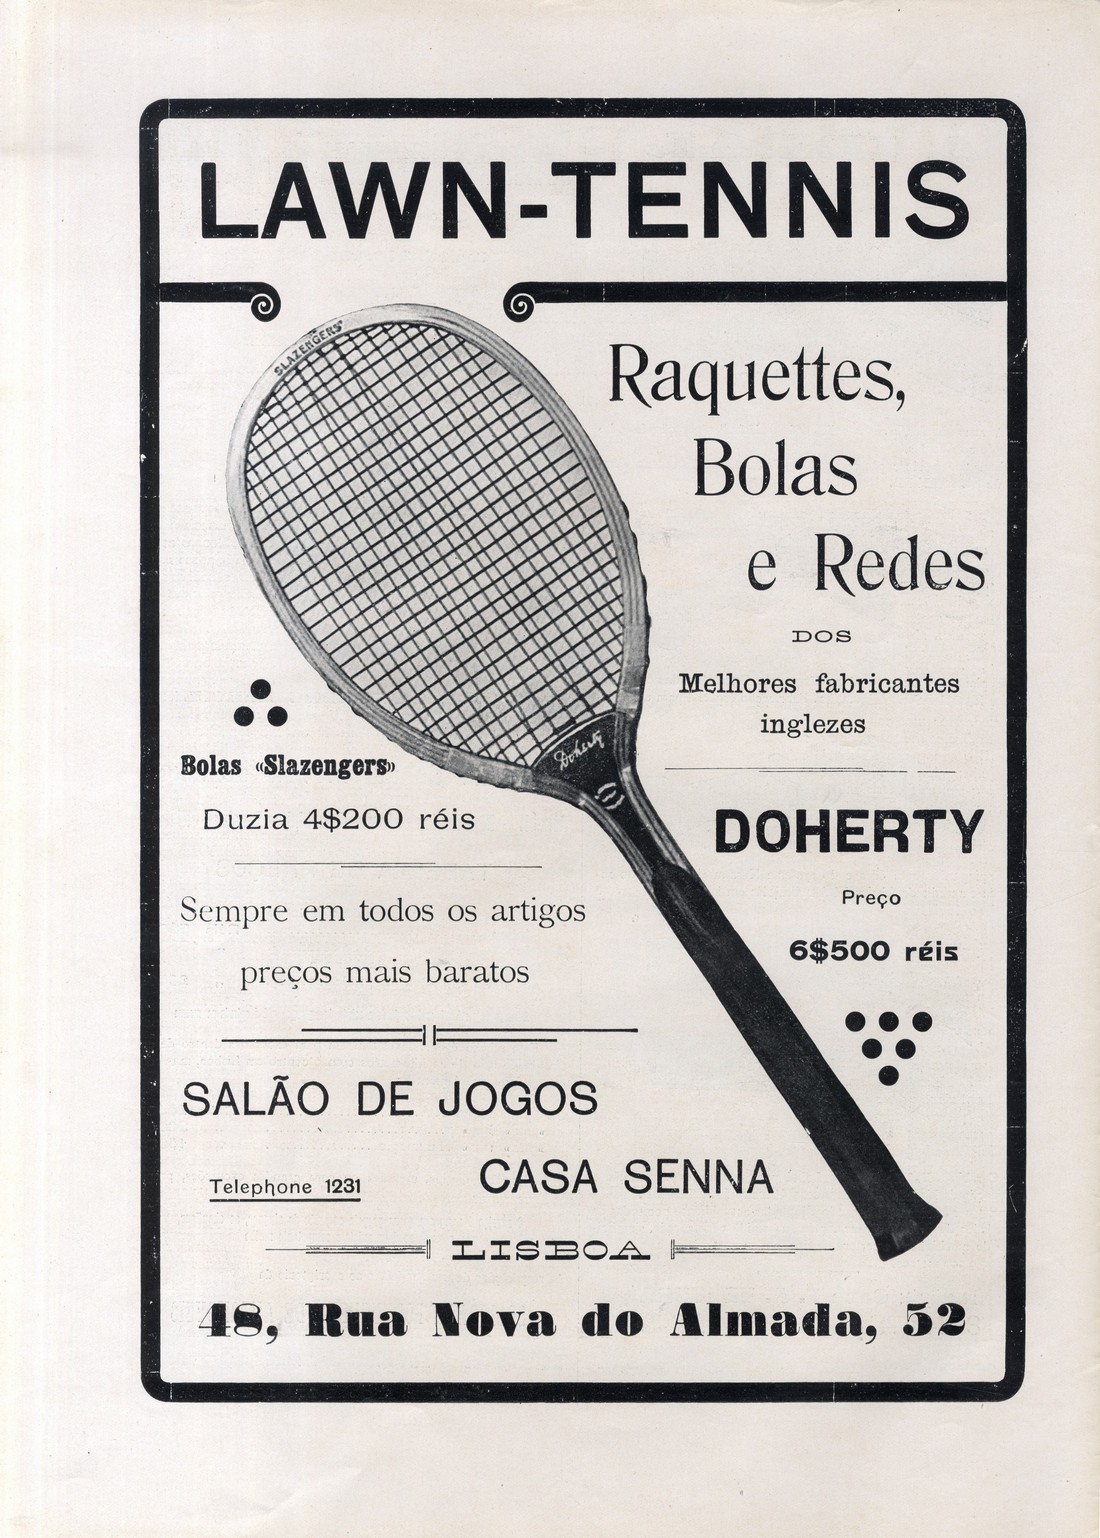 LAWN-TENNIS
SLAZENGERS'
Raquettes,
Bolas
e Redes
DOS
Melhores fabricantes
inglezes
Doherty
Bolas «Slazengers»
Duzia 4$200 réis
DOHERTY
Preço
6$500 réis
Sempre em todos os artigos
preços mais baratos
SALÃO DE JOGOS
CASA SENNA
Telephone 1231
LISBOA
48, Rua Nova do Almada, 52